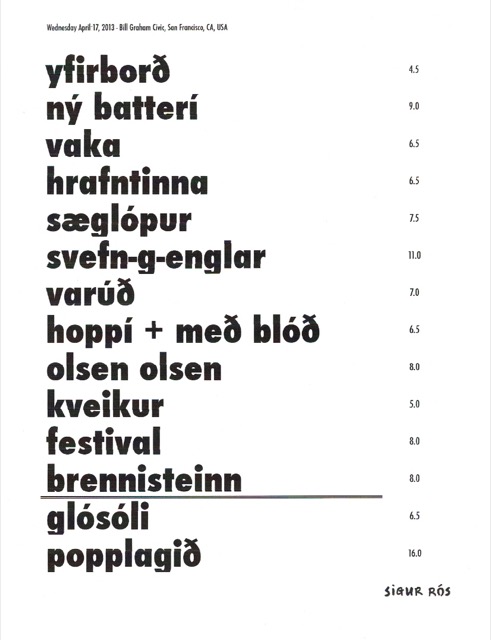 Wednesday April 17, 2013 - Bill Graham Civic, San Francisco, CA, USA
yfirborð 4.5
ný batterí 9.0
vaka 6.5
hrafntinna 6.5
sæglópur 7.5
svefn-g-englar 11.0
varúð 7.0
hoppí + með blóð 6.5
olsen olsen 8.0
kveikur 5.0
festival 8.0
brennisteinn 8.0
glósóli 6.5
popplagið 16.0
SIGUR RÓS